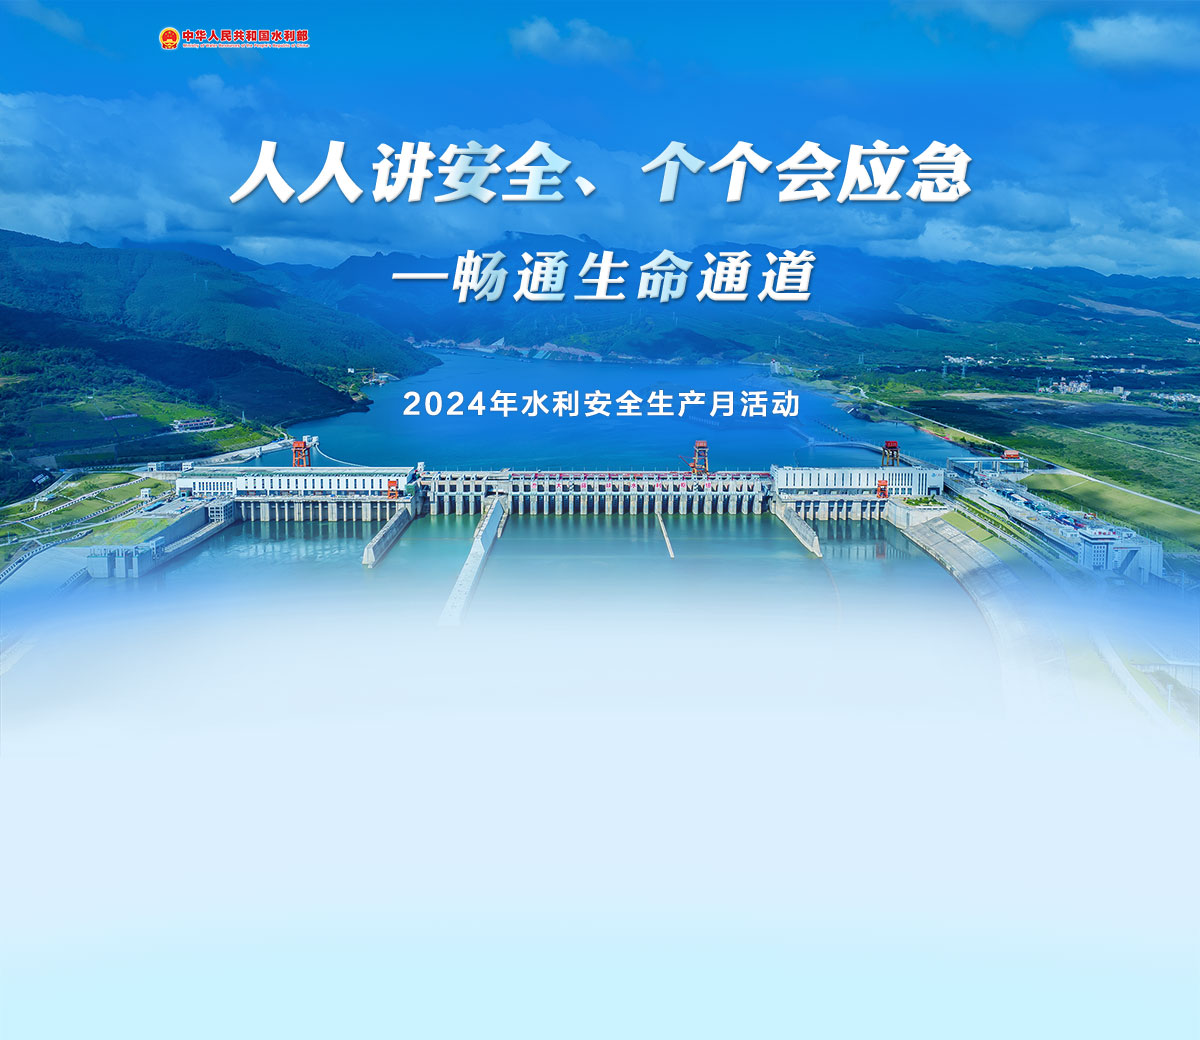 中华人民共和国水利部
Ministry of Water Resources of the People's Republic of China
人人讲安全、个个会应急
—畅通生命通道
2024年水利安全生产月活动